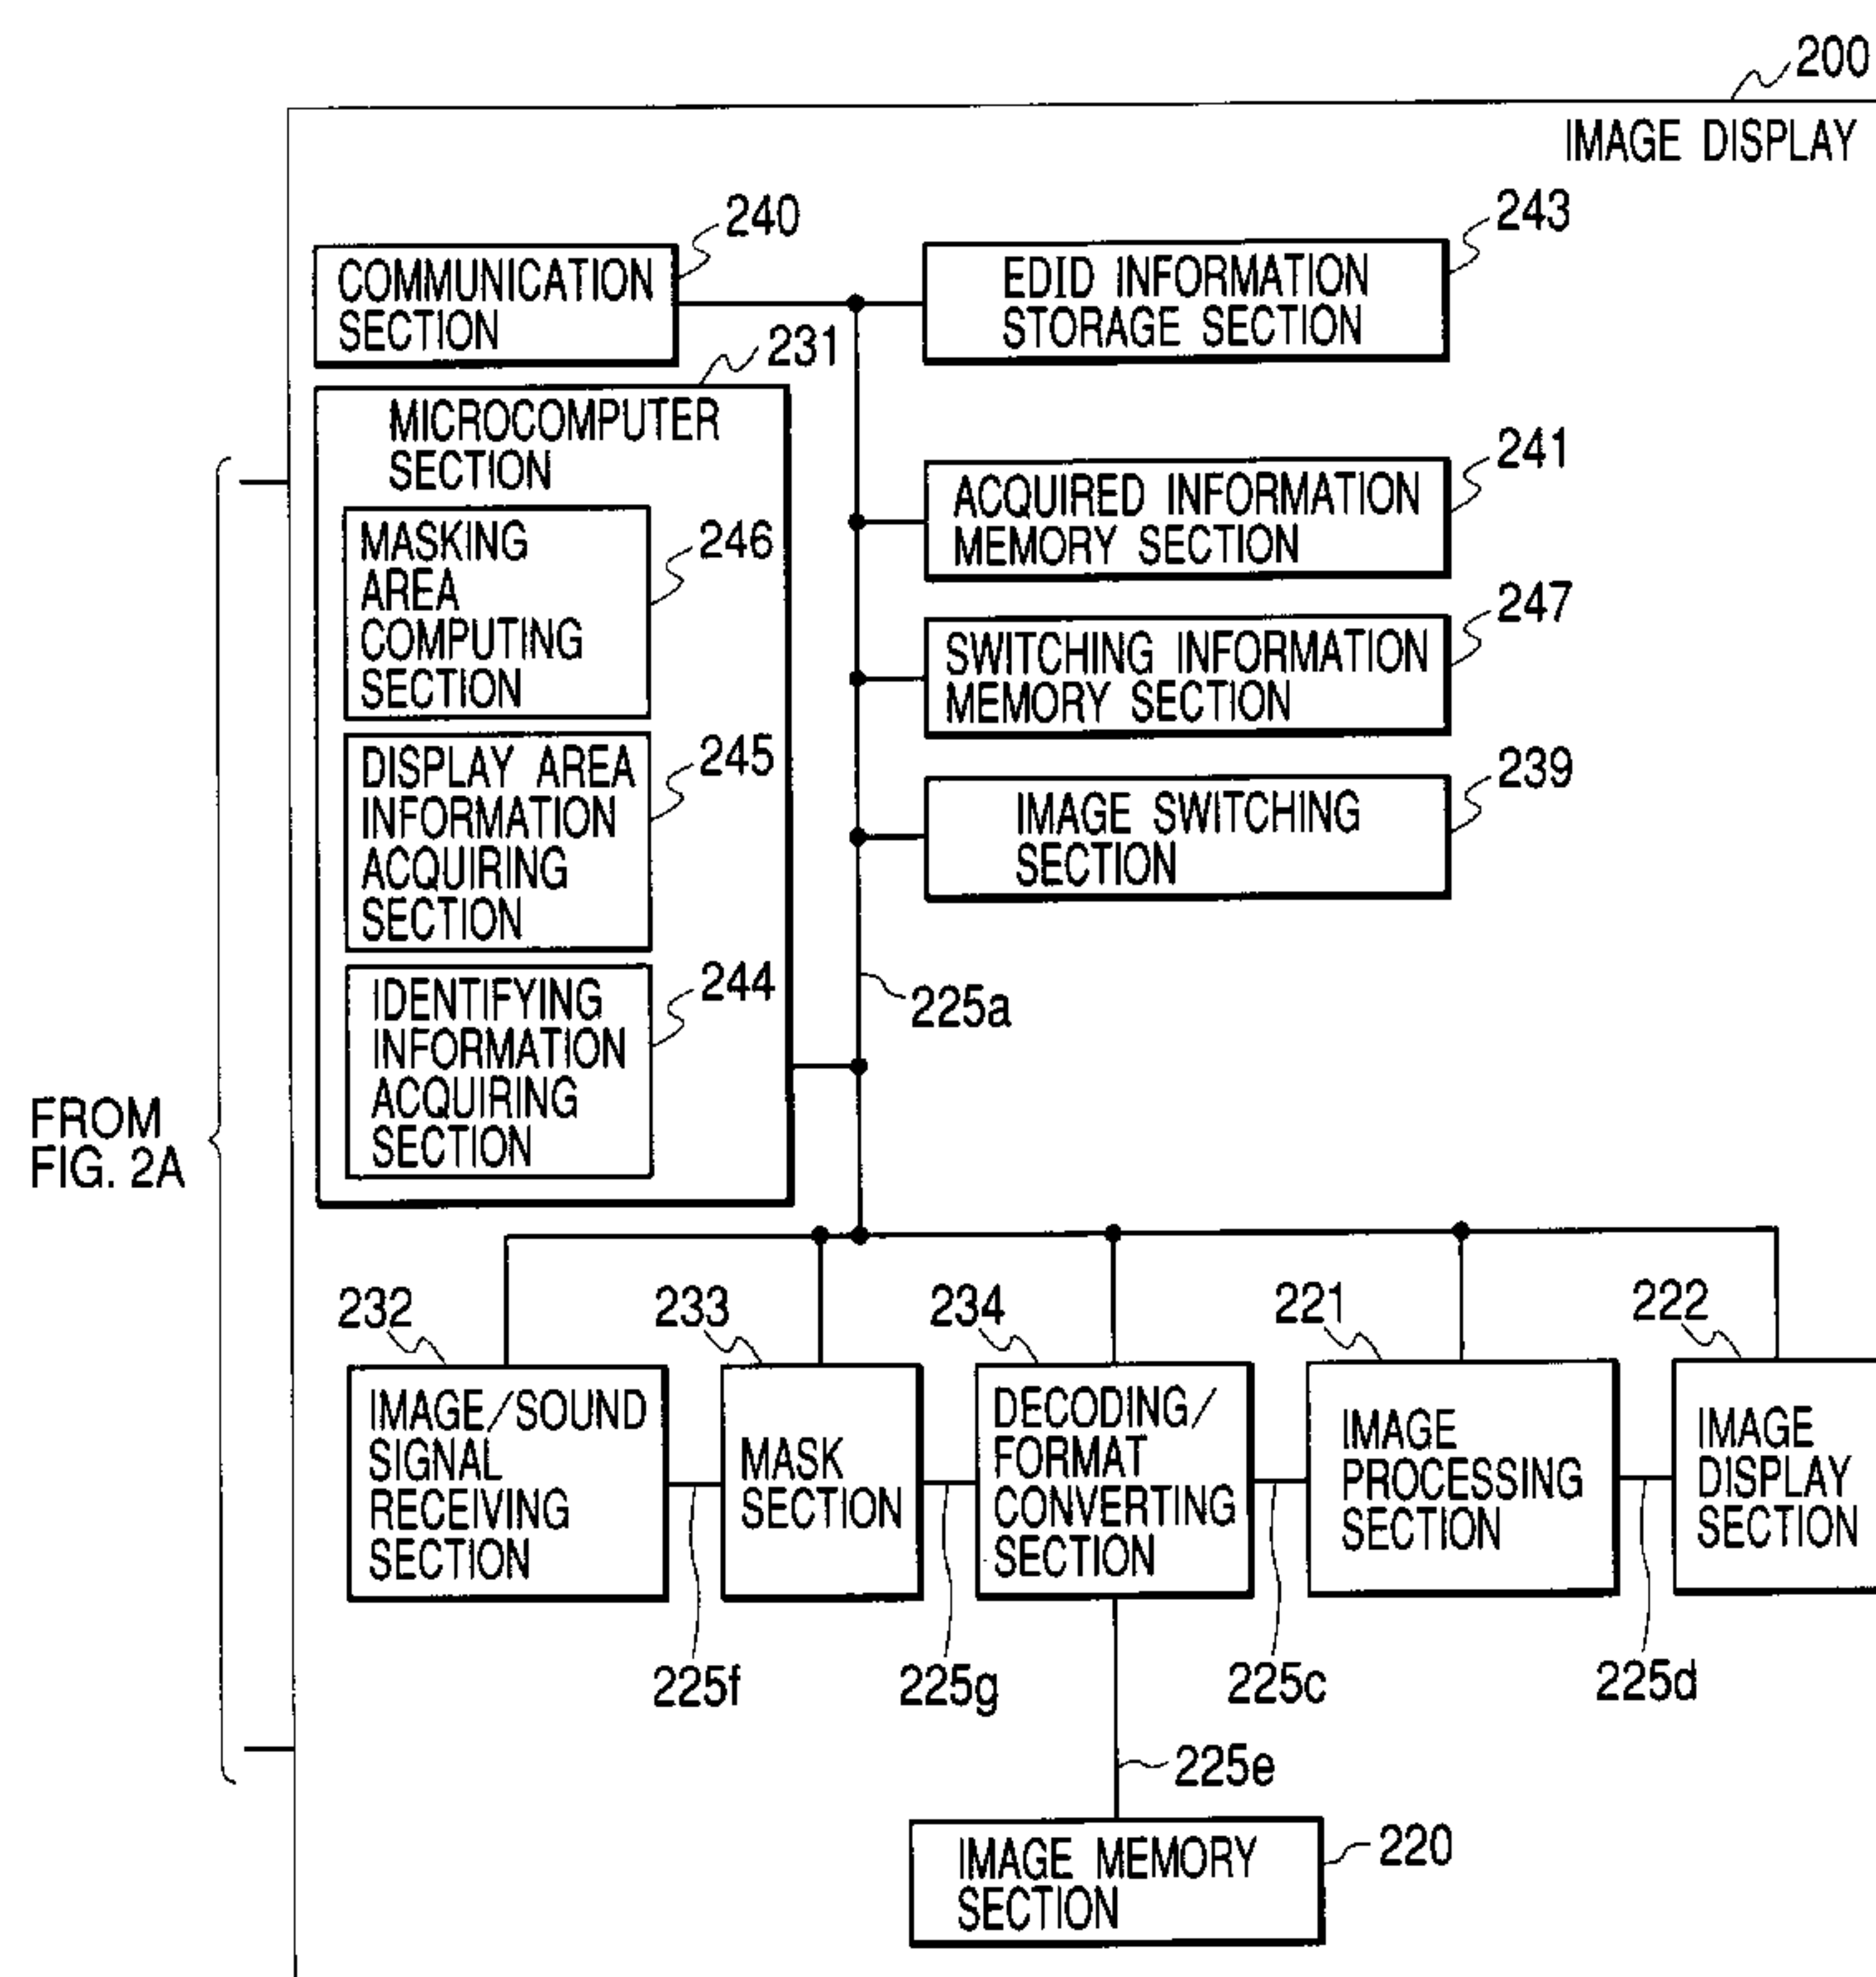 200
IMAGE DISPLAY
240
COMMUNICATION
SECTION
243
EDID INFORMATION
STORAGE SECTION
231
MICROCOMPUTER
SECTION
246
MASKING
AREA
COMPUTING
SECTION
245
DISPLAY AREA
INFORMATION
ACQUIRING
SECTION
244
IDENTIFYING
INFORMATION
ACQUIRING
SECTION
241
ACQUIRED INFORMATION
MEMORY SECTION
247
SWITCHING INFORMATION
MEMORY SECTION
239
IMAGE SWITCHING
SECTION
225a
FROM
FIG. 2A
232
IMAGE/SOUND
SIGNAL
RECEIVING
SECTION
233
MASK
SECTION
234
DECODING/
FORMAT
CONVERTING
SECTION
221
IMAGE
PROCESSING
SECTION
222
IMAGE
DISPLAY
SECTION
225f
225g
225c
225d
225e
220
IMAGE MEMORY
SECTION